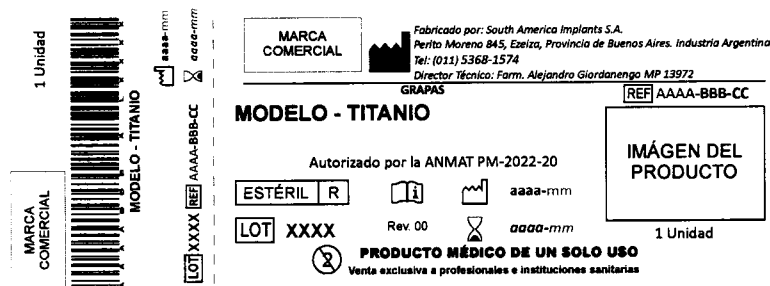 1 Unidad
MARCA
COMERCIAL
MODELO - TITANIO
aaaa-mm
aaaa-mm
LOT XXXX REF AAAA-BBB-CC
MARCA
COMERCIAL
Fabricado por: South America Implants S.A.
Perito Moreno 845, Ezeiza, Provincia de Buenos Aires. Industria Argentina
Tel: (011) 5368-1574
Director Técnico: Farm. Alejandro Giordanengo MP 13972
GRAPAS
REF AAAA-BBB-CC
MODELO - TITANIO
IMÁGEN DEL
PRODUCTO
Autorizado por la ANMAT PM-2022-20
ESTÉRIL R
aaaa-mm
LOT XXXX
Rev. 00
aaaa-mm
1 Unidad
2
PRODUCTO MÉDICO DE UN SOLO USO
Venta exclusiva a profesionales e instituciones sanitarias